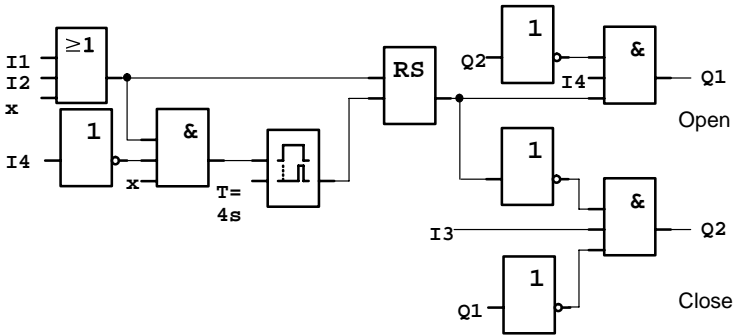 ≥1
I1
I2
x
1
I4
&
x
T=
4s
RS
1
Q2
&
I4
Q1
Open
1
&
I3
Q2
1
Q1
Close